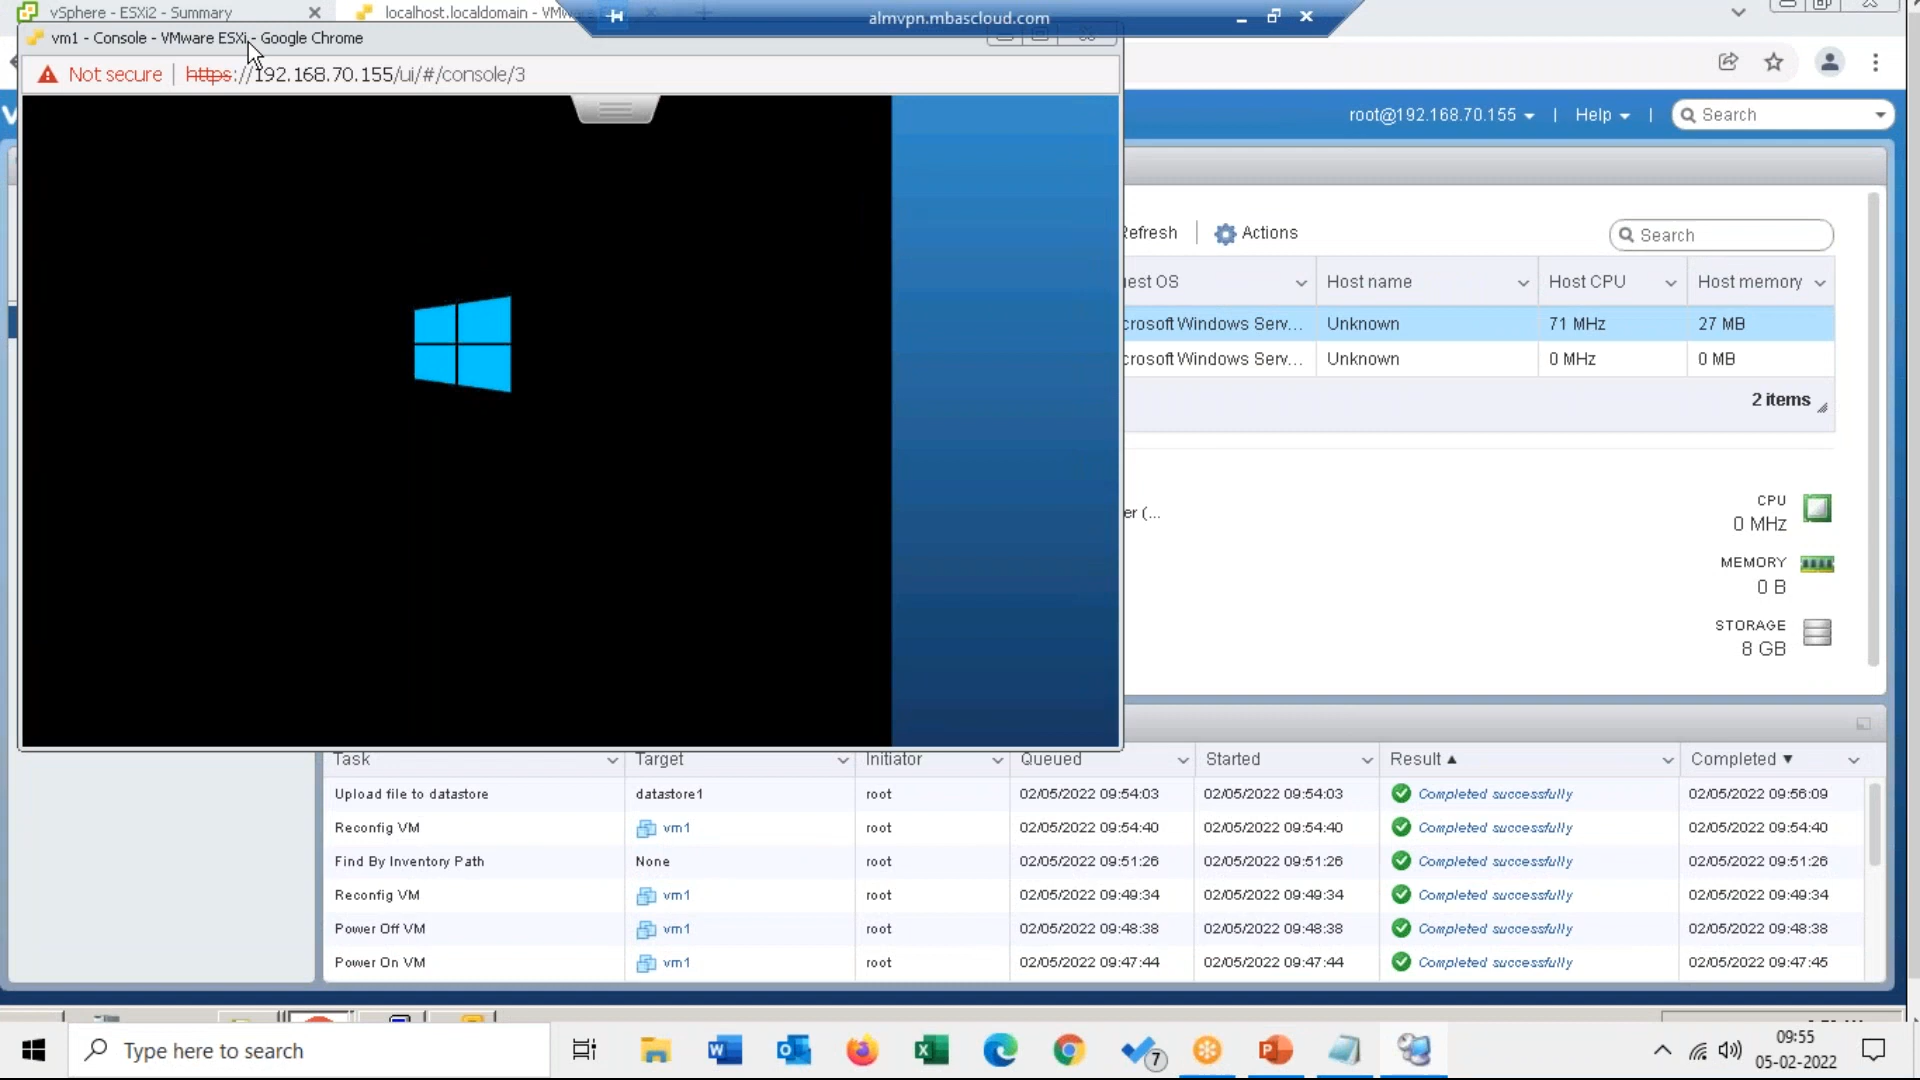 vSphere - ESXi2 - Summary
localhost.localdomain - VMw
almvpn.mbascloud.com
vm1 - Console - VMware ESXi - Google Chrome
Not secure | https://192.168.70.155/ui/#/console/3
root@192.168.70.155 | Help | Search
Refresh | Actions
Search
est OS Host name Host CPU Host memory
crosoft Windows Serv... Unknown 71 MHz 27 MB
crosoft Windows Serv... Unknown 0 MHz 0 MB
2 items
er (...
CPU
0 MHz
MEMORY
0 B
STORAGE
8 GB
Task Target Initiator Queued Started Result ▲ Completed ▼
Upload file to datastore datastore1 root 02/05/2022 09:54:03 02/05/2022 09:54:03 Completed successfully 02/05/2022 09:56:09
Reconfig VM vm1 root 02/05/2022 09:54:40 02/05/2022 09:54:40 Completed successfully 02/05/2022 09:54:40
Find By Inventory Path None root 02/05/2022 09:51:26 02/05/2022 09:51:26 Completed successfully 02/05/2022 09:51:26
Reconfig VM vm1 root 02/05/2022 09:49:34 02/05/2022 09:49:34 Completed successfully 02/05/2022 09:49:34
Power Off VM vm1 root 02/05/2022 09:48:38 02/05/2022 09:48:38 Completed successfully 02/05/2022 09:48:38
Power On VM vm1 root 02/05/2022 09:47:44 02/05/2022 09:47:44 Completed successfully 02/05/2022 09:47:45
Type here to search
7
09:55
05-02-2022